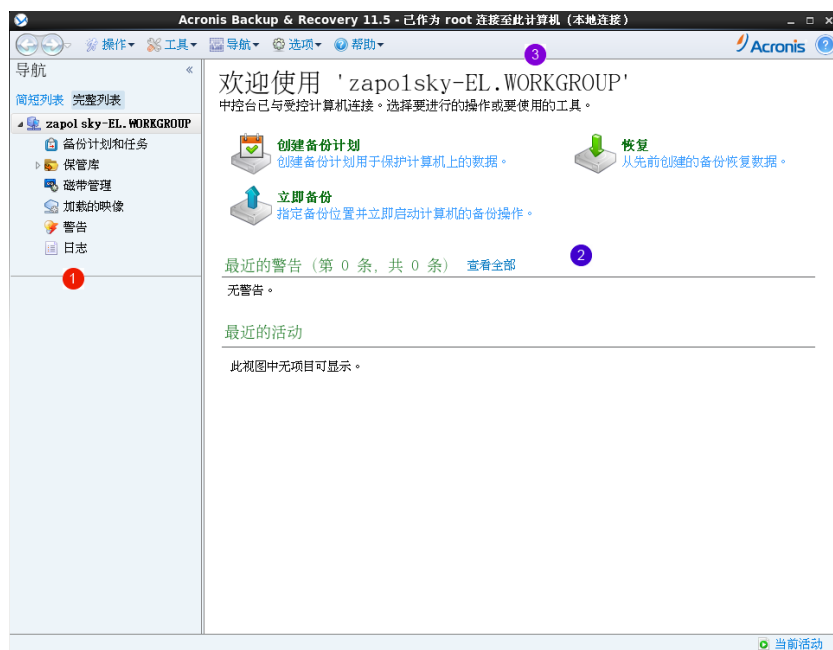 Acronis Backup & Recovery 11.5 - 已作为 root 连接至此计算机（本地连接）
操作 工具 导航 选项 帮助 Acronis
3
导航
简短列表 完整列表
zapolsky-EL.WORKGROUP
备份计划和任务
保管库
磁带管理
加载的映像
警告
日志
1
欢迎使用 'zapolsky-EL.WORKGROUP'
中控台已与受控计算机连接。选择要进行的操作或要使用的工具。
创建备份计划
创建备份计划用于保护计算机上的数据。
恢复
从先前创建的备份恢复数据。
立即备份
指定备份位置并立即启动计算机的备份操作。
2
最近的警告（第 0 条，共 0 条） 查看全部
无警告。
最近的活动
此视图中无项目可显示。
当前活动